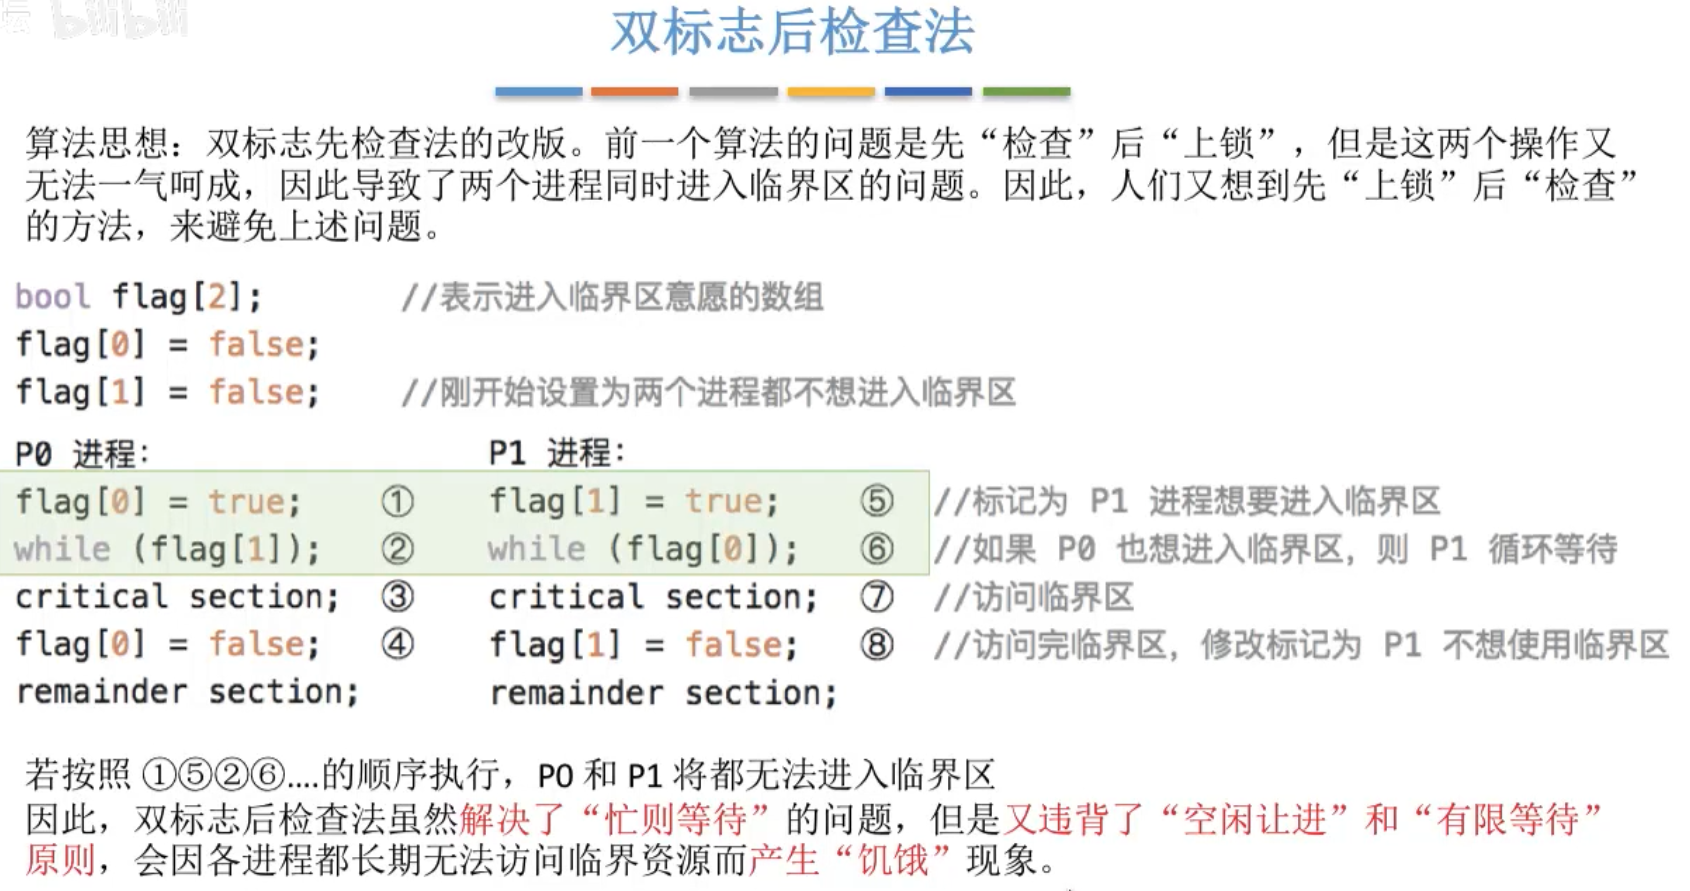 坛 bilibili
双标志后检查法
算法思想：双标志先检查法的改版。前一个算法的问题是先“检查”后“上锁”，但是这两个操作又
无法一气呵成，因此导致了两个进程同时进入临界区的问题。因此，人们又想到先“上锁”后“检查”
的方法，来避免上述问题。
bool flag[2]; //表示进入临界区意愿的数组
flag[0] = false;
flag[1] = false; //刚开始设置为两个进程都不想进入临界区
P0 进程： P1 进程：
flag[0] = true; ① flag[1] = true; ⑤ //标记为 P1 进程想要进入临界区
while (flag[1]); ② while (flag[0]); ⑥ //如果 P0 也想进入临界区，则 P1 循环等待
critical section; ③ critical section; ⑦ //访问临界区
flag[0] = false; ④ flag[1] = false; ⑧ //访问完临界区，修改标记为 P1 不想使用临界区
remainder section; remainder section;
若按照 ①⑤②⑥....的顺序执行，P0 和 P1 将都无法进入临界区
因此，双标志后检查法虽然解决了“忙则等待”的问题，但是又违背了“空闲让进”和“有限等待”
原则，会因各进程都长期无法访问临界资源而产生“饥饿”现象。